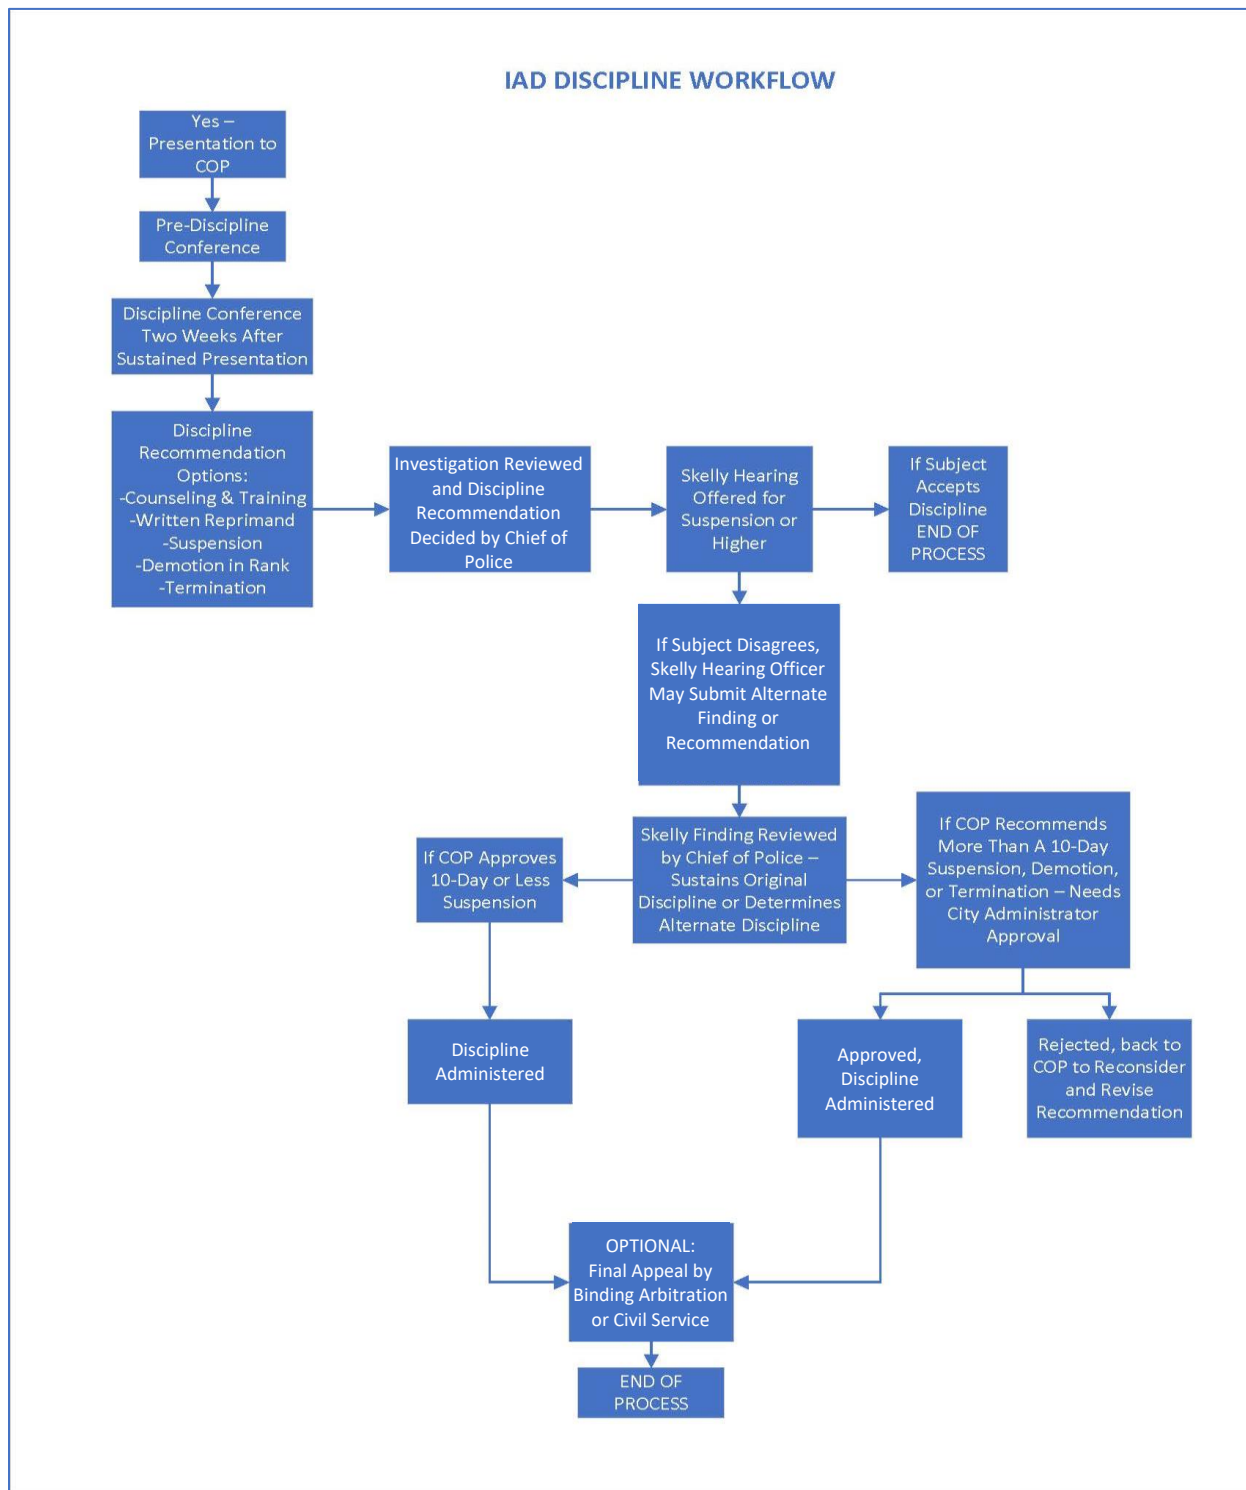 IAD DISCIPLINE WORKFLOW
Yes –
Presentation to
COP
Pre-Discipline
Conference
Discipline Conference
Two Weeks After
Sustained Presentation
Discipline
Recommendation
Options:
-Counseling & Training
-Written Reprimand
-Suspension
-Demotion in Rank
-Termination
Investigation Reviewed
and Discipline
Recommendation
Decided by Chief of
Police
Skelly Hearing
Offered for
Suspension or
Higher
If Subject
Accepts
Discipline
END OF
PROCESS
If Subject Disagrees,
Skelly Hearing Officer
May Submit Alternate
Finding or
Recommendation
If COP Approves
10-Day or Less
Suspension
Skelly Finding Reviewed
by Chief of Police –
Sustains Original
Discipline or Determines
Alternate Discipline
If COP Recommends
More Than A 10-Day
Suspension, Demotion,
or Termination – Needs
City Administrator
Approval
Discipline
Administered
Approved,
Discipline
Administered
Rejected, back to
COP to Reconsider
and Revise
Recommendation
OPTIONAL:
Final Appeal by
Binding Arbitration
or Civil Service
END OF
PROCESS